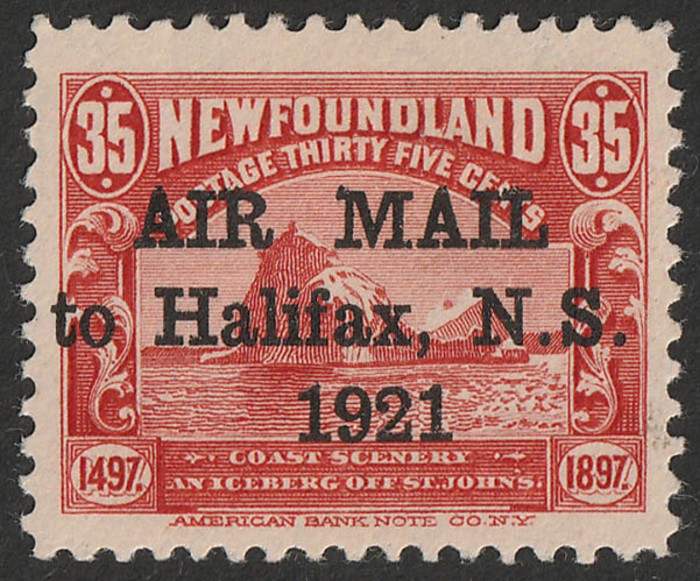 35 NEWFOUNDLAND 35
POSTAGE THIRTY FIVE CENTS
AIR MAIL
to Halifax, N.S.
1921
1497. COAST SCENERY 1897.
AN ICEBERG OFF ST. JOHN'S.
AMERICAN BANK NOTE CO. N.Y.